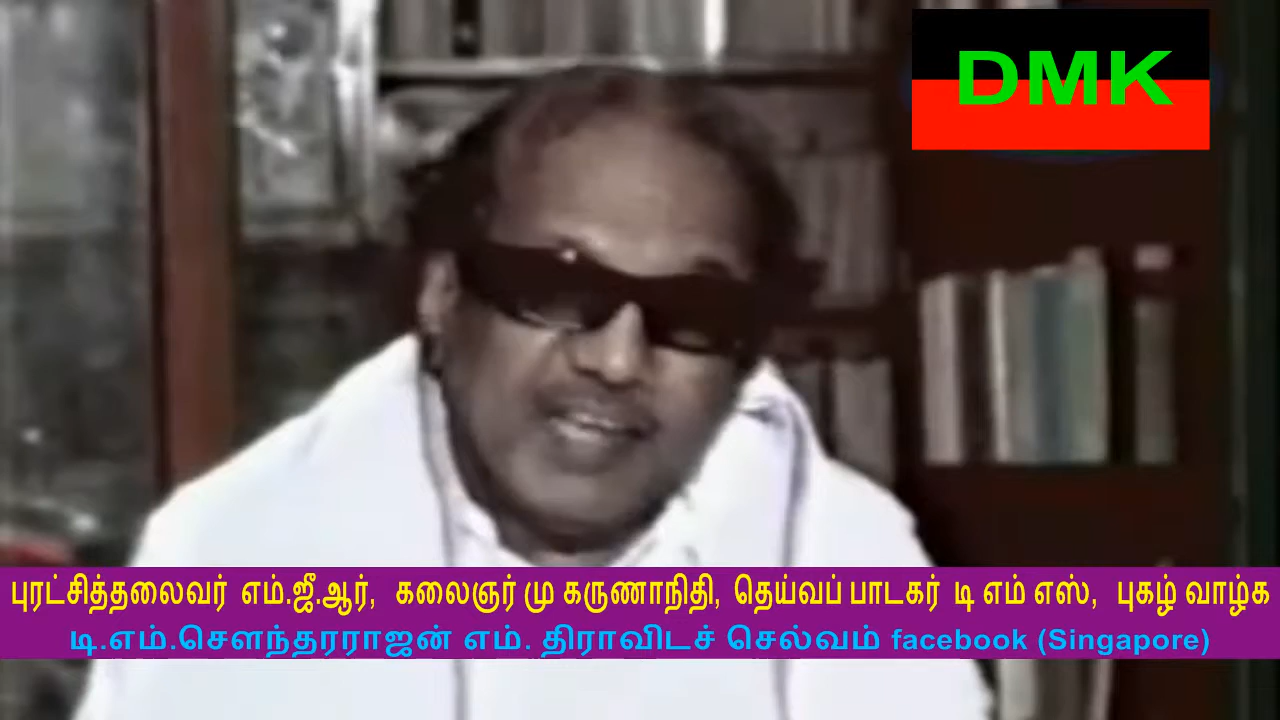 DMK
புரட்சித்தலைவர் எம்.ஜீ.ஆர், கலைஞர் மு கருணாநிதி, தெய்வப் பாடகர் டி எம் எஸ், புகழ் வாழ்க
டி.எம்.சௌந்தரராஜன் எம். திராவிடச் செல்வம் facebook (Singapore)